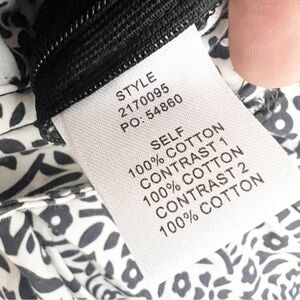 STYLE
2170095
PO: 54860
SELF
100% COTTON
CONTRAST 1
100% COTTON
CONTRAST 2
100% COTTON